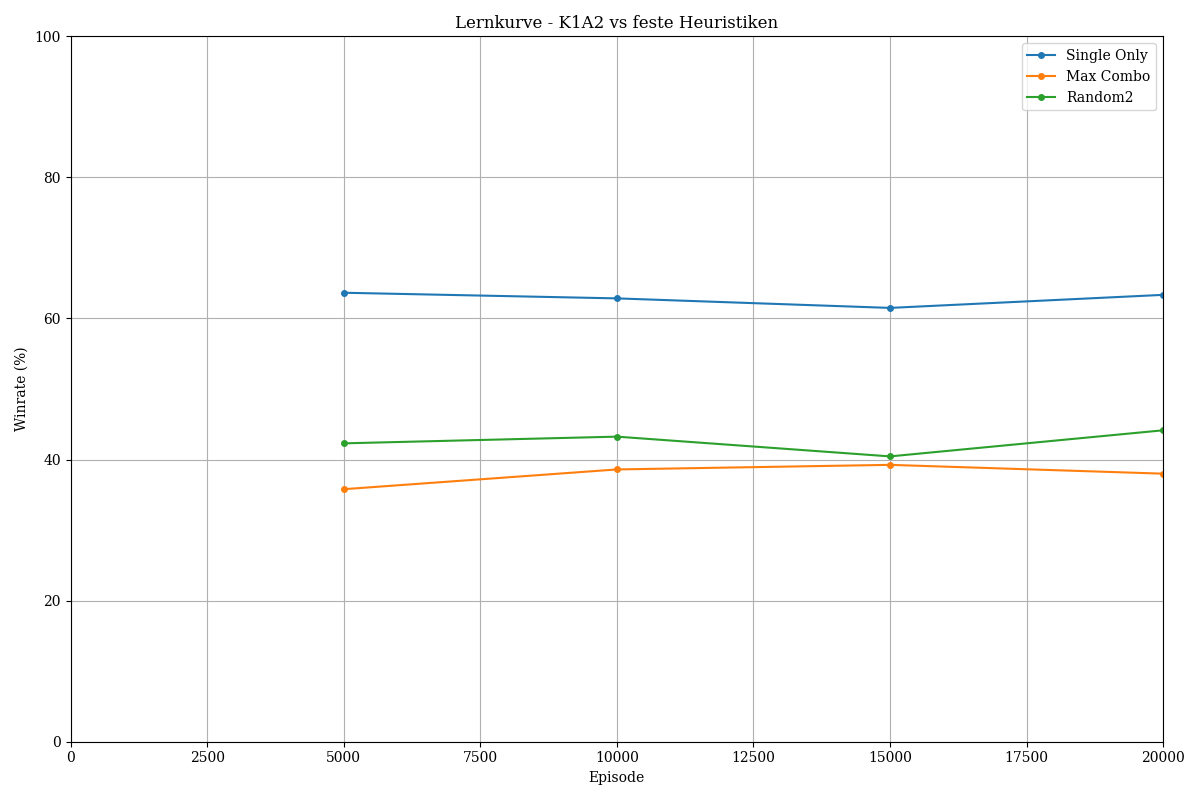 Lernkurve - K1A2 vs feste Heuristiken
100
80
60
40
20
0
Winrate (%)
Single Only
Max Combo
Random2
0 2500 5000 7500 10000 12500 15000 17500 20000
Episode